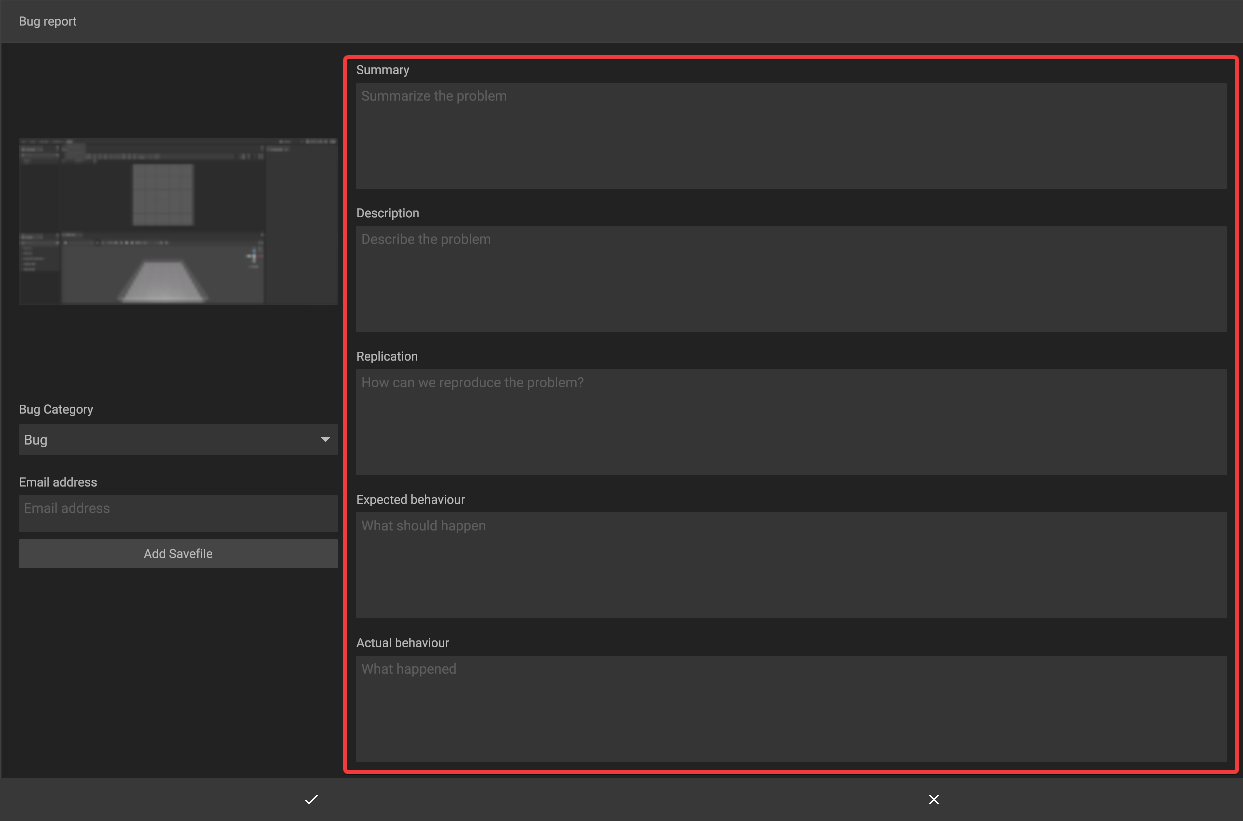 Bug report
Summary
Summarize the problem
Description
Describe the problem
Replication
How can we reproduce the problem?
Expected behaviour
What should happen
Actual behaviour
What happened
Bug Category
Bug
Email address
Email address
Add Savefile